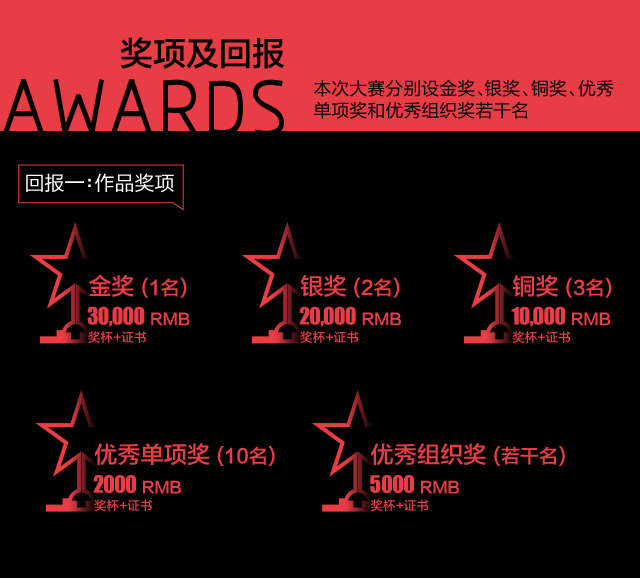 奖项及回报
AWARDS
本次大赛分别设金奖、银奖、铜奖、优秀
单项奖和优秀组织奖若干名
回报一:作品奖项
金奖 (1名)
30,000 RMB
奖杯+证书
银奖 (2名)
20,000 RMB
奖杯+证书
铜奖 (3名)
10,000 RMB
奖杯+证书
优秀单项奖 (10名)
2000 RMB
奖杯+证书
优秀组织奖 (若干名)
5000 RMB
奖杯+证书